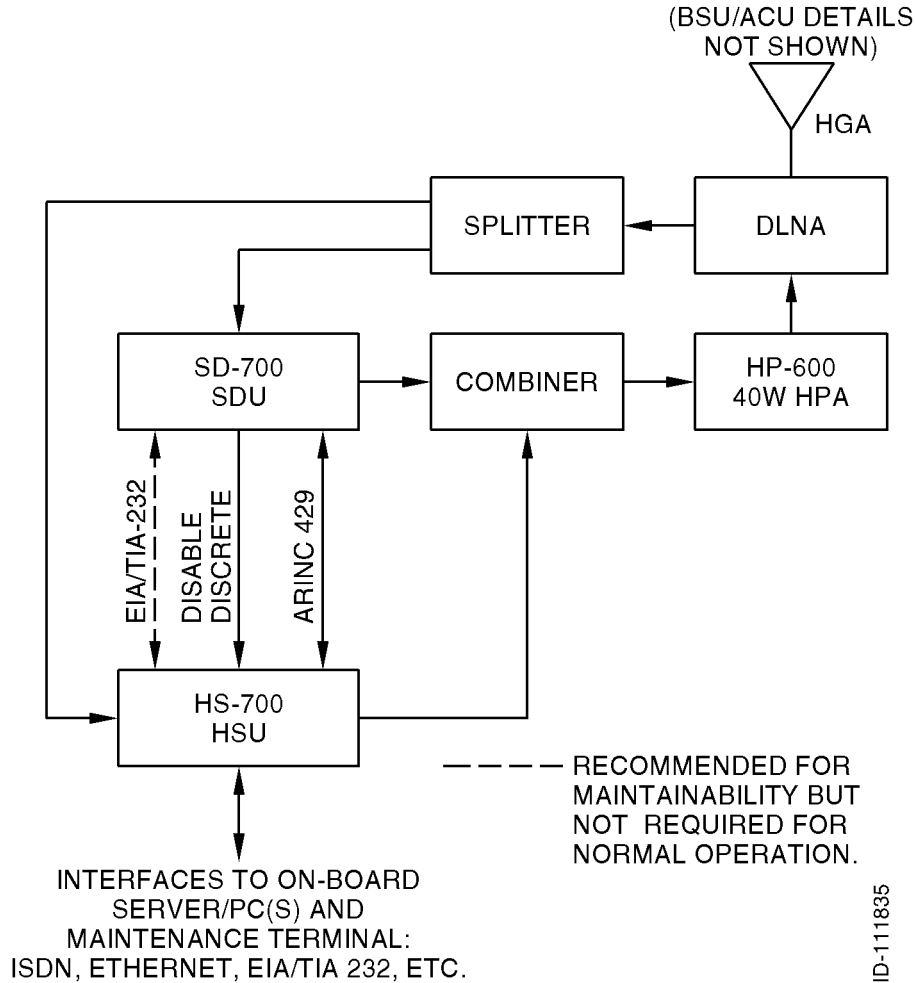 (BSU/ACU DETAILS
NOT SHOWN)
HGA
SPLITTER
DLNA
SD-700
SDU
COMBINER
HP-600
40W HPA
EIA/TIA-232
DISABLE
DISCRETE
ARINC 429
HS-700
HSU
RECOMMENDED FOR
MAINTAINABILITY BUT
NOT REQUIRED FOR
NORMAL OPERATION.
INTERFACES TO ON-BOARD
SERVER/PC(S) AND
MAINTENANCE TERMINAL:
ISDN, ETHERNET, EIA/TIA 232, ETC.
ID-111835